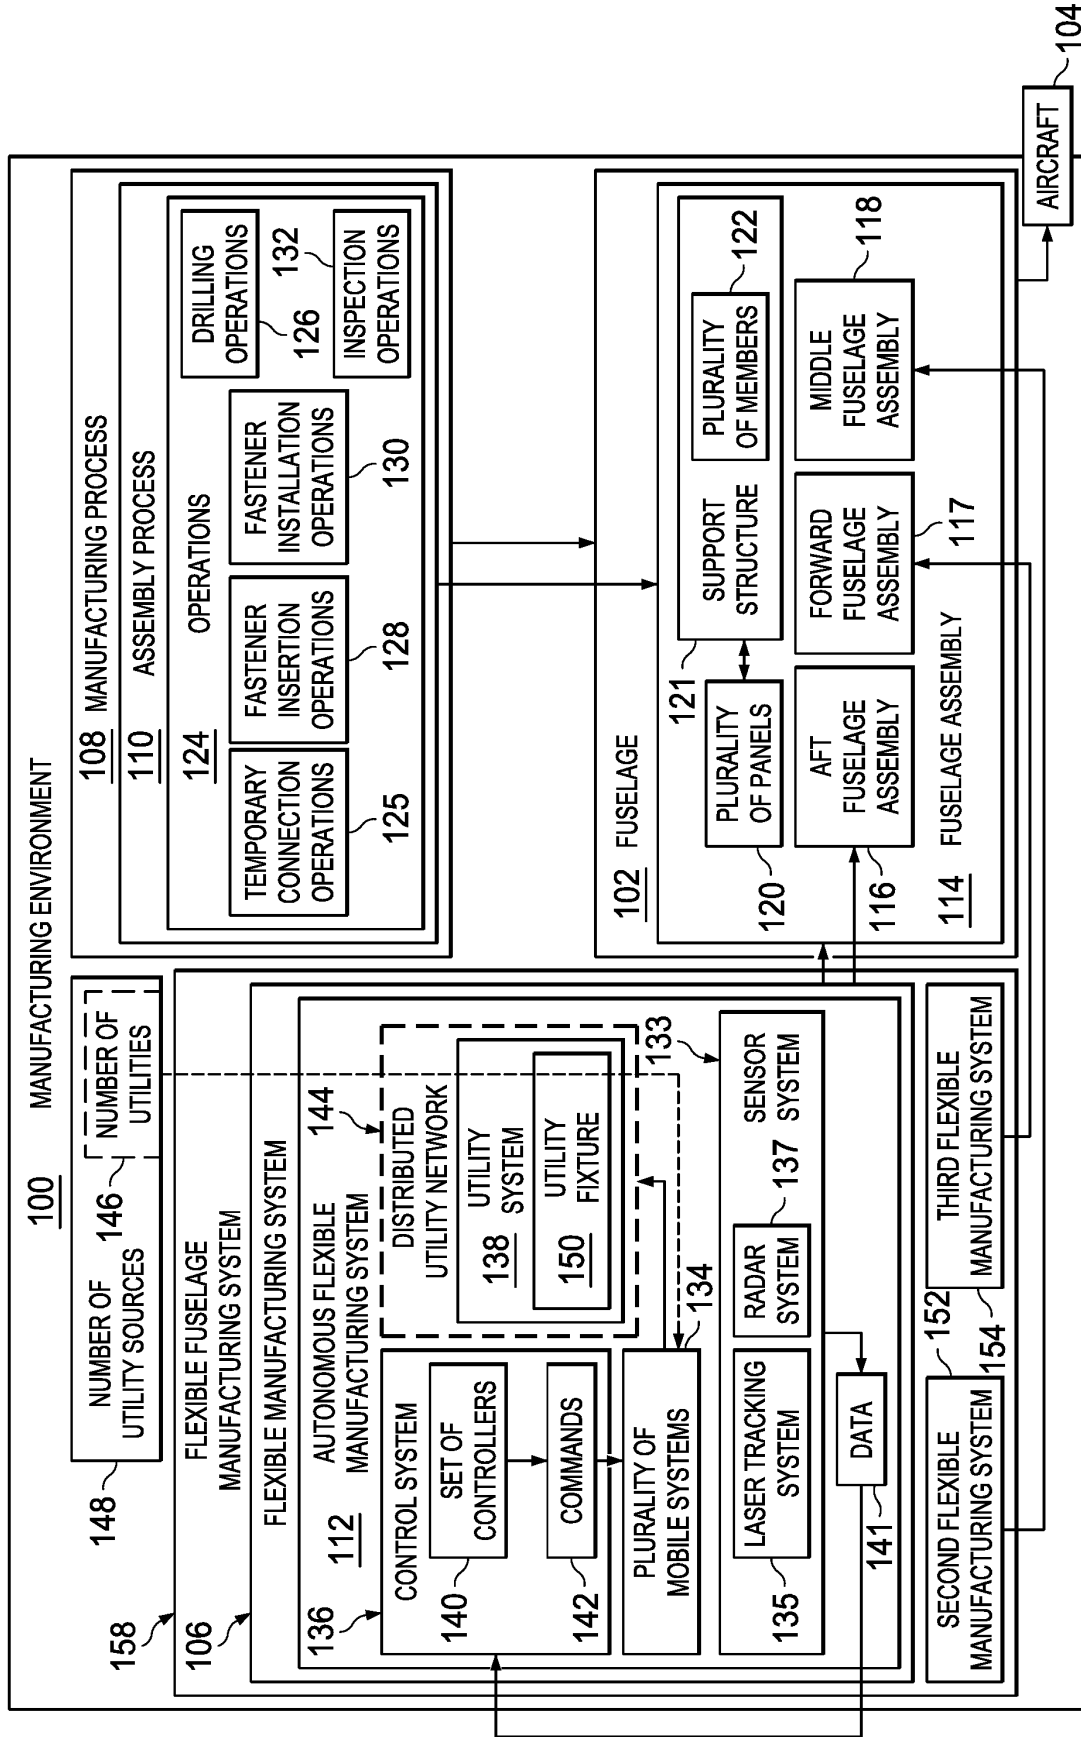 MANUFACTURING ENVIRONMENT
100
NUMBER OF
UTILITY SOURCES
148
NUMBER OF
UTILITIES
146
158
FLEXIBLE FUSELAGE
MANUFACTURING SYSTEM
106
FLEXIBLE MANUFACTURING SYSTEM
AUTONOMOUS FLEXIBLE
MANUFACTURING SYSTEM
112
136
CONTROL SYSTEM
SET OF
CONTROLLERS
140
COMMANDS
142
144
DISTRIBUTED
UTILITY NETWORK
UTILITY
SYSTEM
138
UTILITY
FIXTURE
150
PLURALITY OF
MOBILE SYSTEMS
134
133
SENSOR
SYSTEM
LASER TRACKING
SYSTEM
135
RADAR
SYSTEM
137
DATA
141
SECOND FLEXIBLE
MANUFACTURING SYSTEM
152
THIRD FLEXIBLE
MANUFACTURING SYSTEM
154
MANUFACTURING PROCESS
108
ASSEMBLY PROCESS
110
OPERATIONS
124
TEMPORARY
CONNECTION
OPERATIONS
125
FASTENER
INSERTION
OPERATIONS
128
FASTENER
INSTALLATION
OPERATIONS
130
DRILLING
OPERATIONS
126
132
INSPECTION
OPERATIONS
102
FUSELAGE
121
SUPPORT
STRUCTURE
PLURALITY
OF MEMBERS
122
PLURALITY
OF PANELS
120
AFT
FUSELAGE
ASSEMBLY
116
FORWARD
FUSELAGE
ASSEMBLY
117
MIDDLE
FUSELAGE
ASSEMBLY
118
114
FUSELAGE ASSEMBLY
AIRCRAFT
104